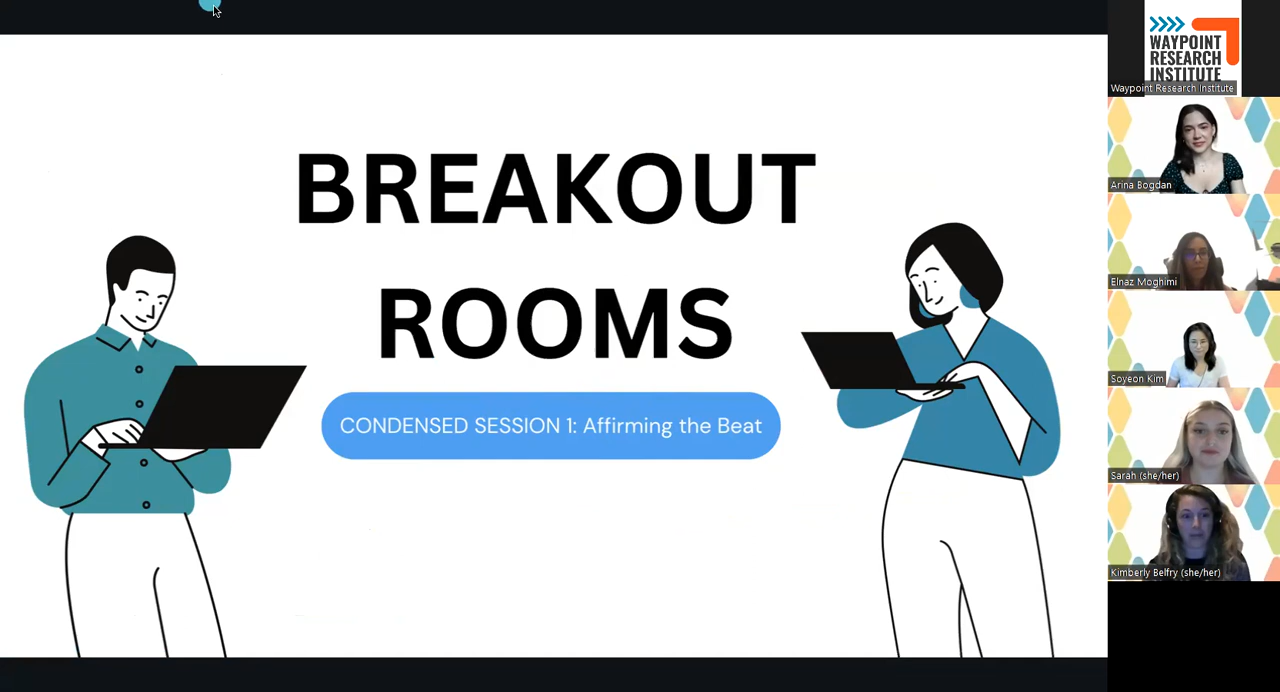 BREAKOUT
ROOMS
CONDENSED SESSION 1: Affirming the Beat
WAYPOINT
RESEARCH
INSTITUTE
Waypoint Research Institute
Arina Bogdan
Elnaz Moghimi
Soyeon Kim
Sarah (she/her)
Kimberly Belfry (she/her)